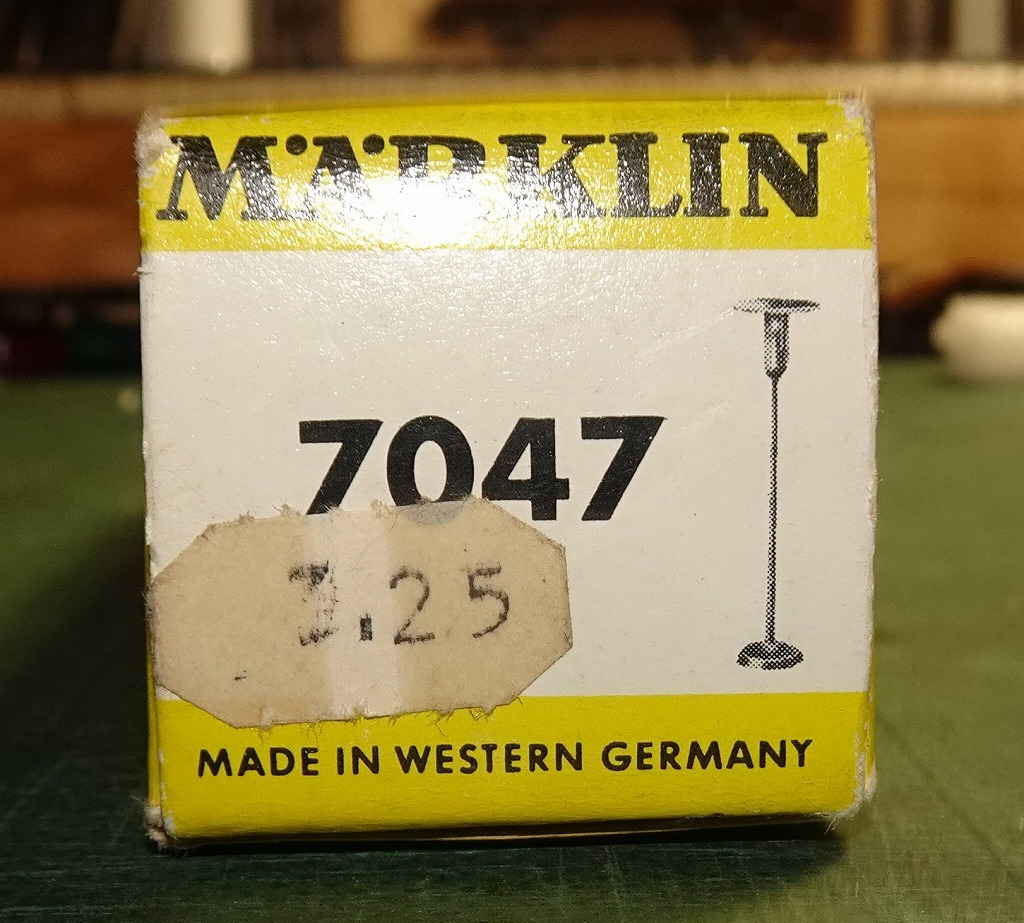 MÄRKLIN
7047
3.25
MADE IN WESTERN GERMANY